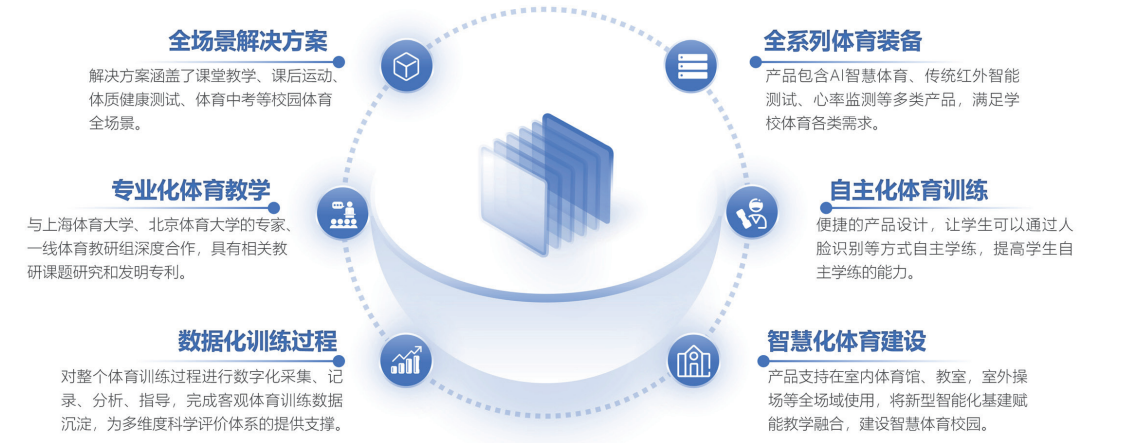 全场景解决方案
解决方案涵盖了课堂教学、课后运动、
体质健康测试、体育中考等校园体育
全场景。
全系列体育装备
产品包含AI智慧体育、传统红外智能
测试、心率监测等多类产品，满足学
校体育各类需求。
专业化体育教学
与上海体育大学、北京体育大学的专家、
一线体育教研组深度合作，具有相关教
研课题研究和发明专利。
自主化体育训练
便捷的产品设计，让学生可以通过人
脸识别等方式自主学练，提高学生自
主学练的能力。
数据化训练过程
对整个体育训练过程进行数字化采集、记
录、分析、指导，完成客观体育训练数据
沉淀，为多维度科学评价体系的提供支撑。
智慧化体育建设
产品支持在室内体育馆、教室，室外操
场等全场域使用，将新型智能化基建赋
能教学融合，建设智慧体育校园。